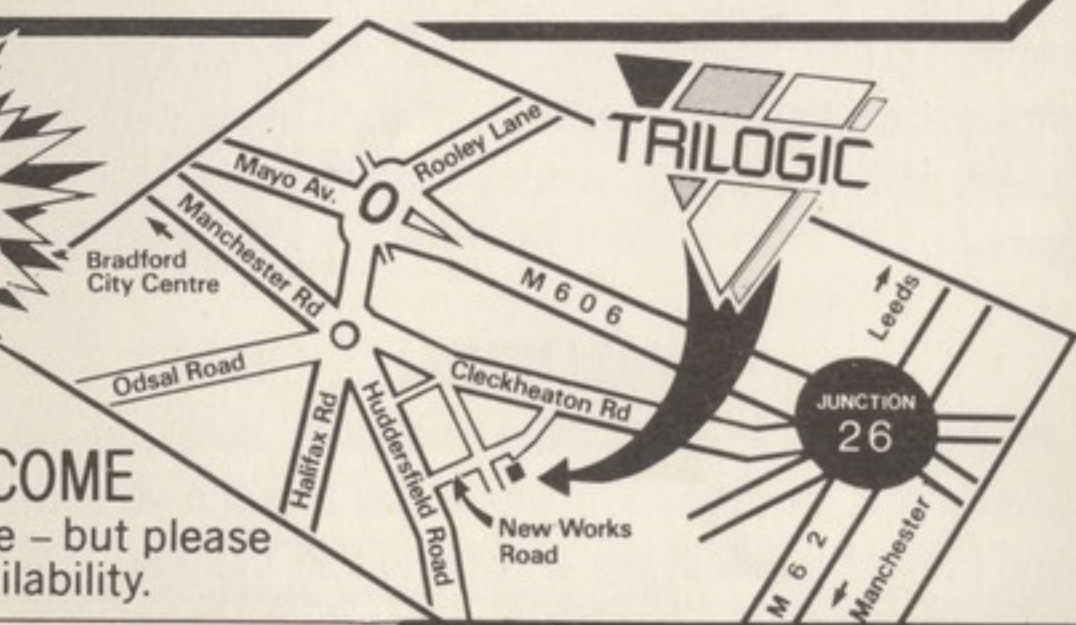 TRILOGIC
Rooley Lane
Mayo Av.
Manchester Rd
Bradford
City Centre
M 6 0 6
Leeds
Odsal Road
Cleckheaton Rd
JUNCTION
26
Halifax Rd
Huddersfield Road
New Works
Road
M 6 2
Manchester
COME
e – but please
ilability.